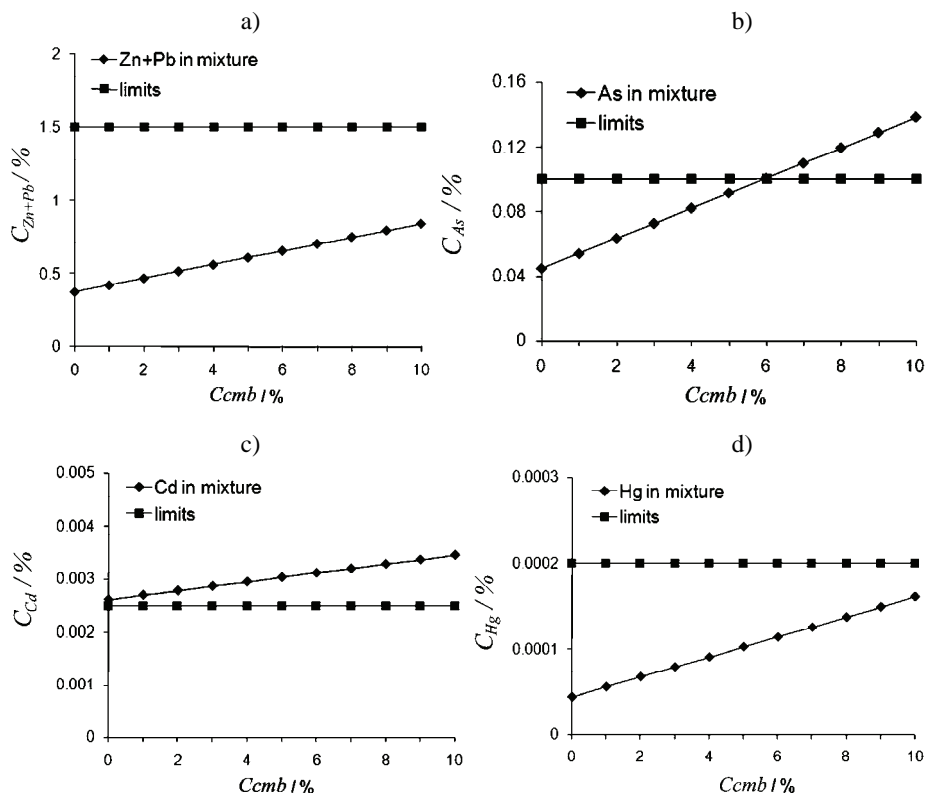 a)
Zn+Pb in mixture
limits
2
1.5
1
0.5
0
C_Zn+Pb / %
0 2 4 6 8 10
Ccmb / %
b)
As in mixture
limits
0.16
0.12
0.08
0.04
0
C_As / %
0 2 4 6 8 10
Ccmb / %
c)
Cd in mixture
limits
0.005
0.004
0.003
0.002
0.001
0
C_Cd / %
0 2 4 6 8 10
Ccmb / %
d)
Hg in mixture
limits
0.0003
0.0002
0.0001
0
C_Hg / %
0 2 4 6 8 10
Ccmb / %